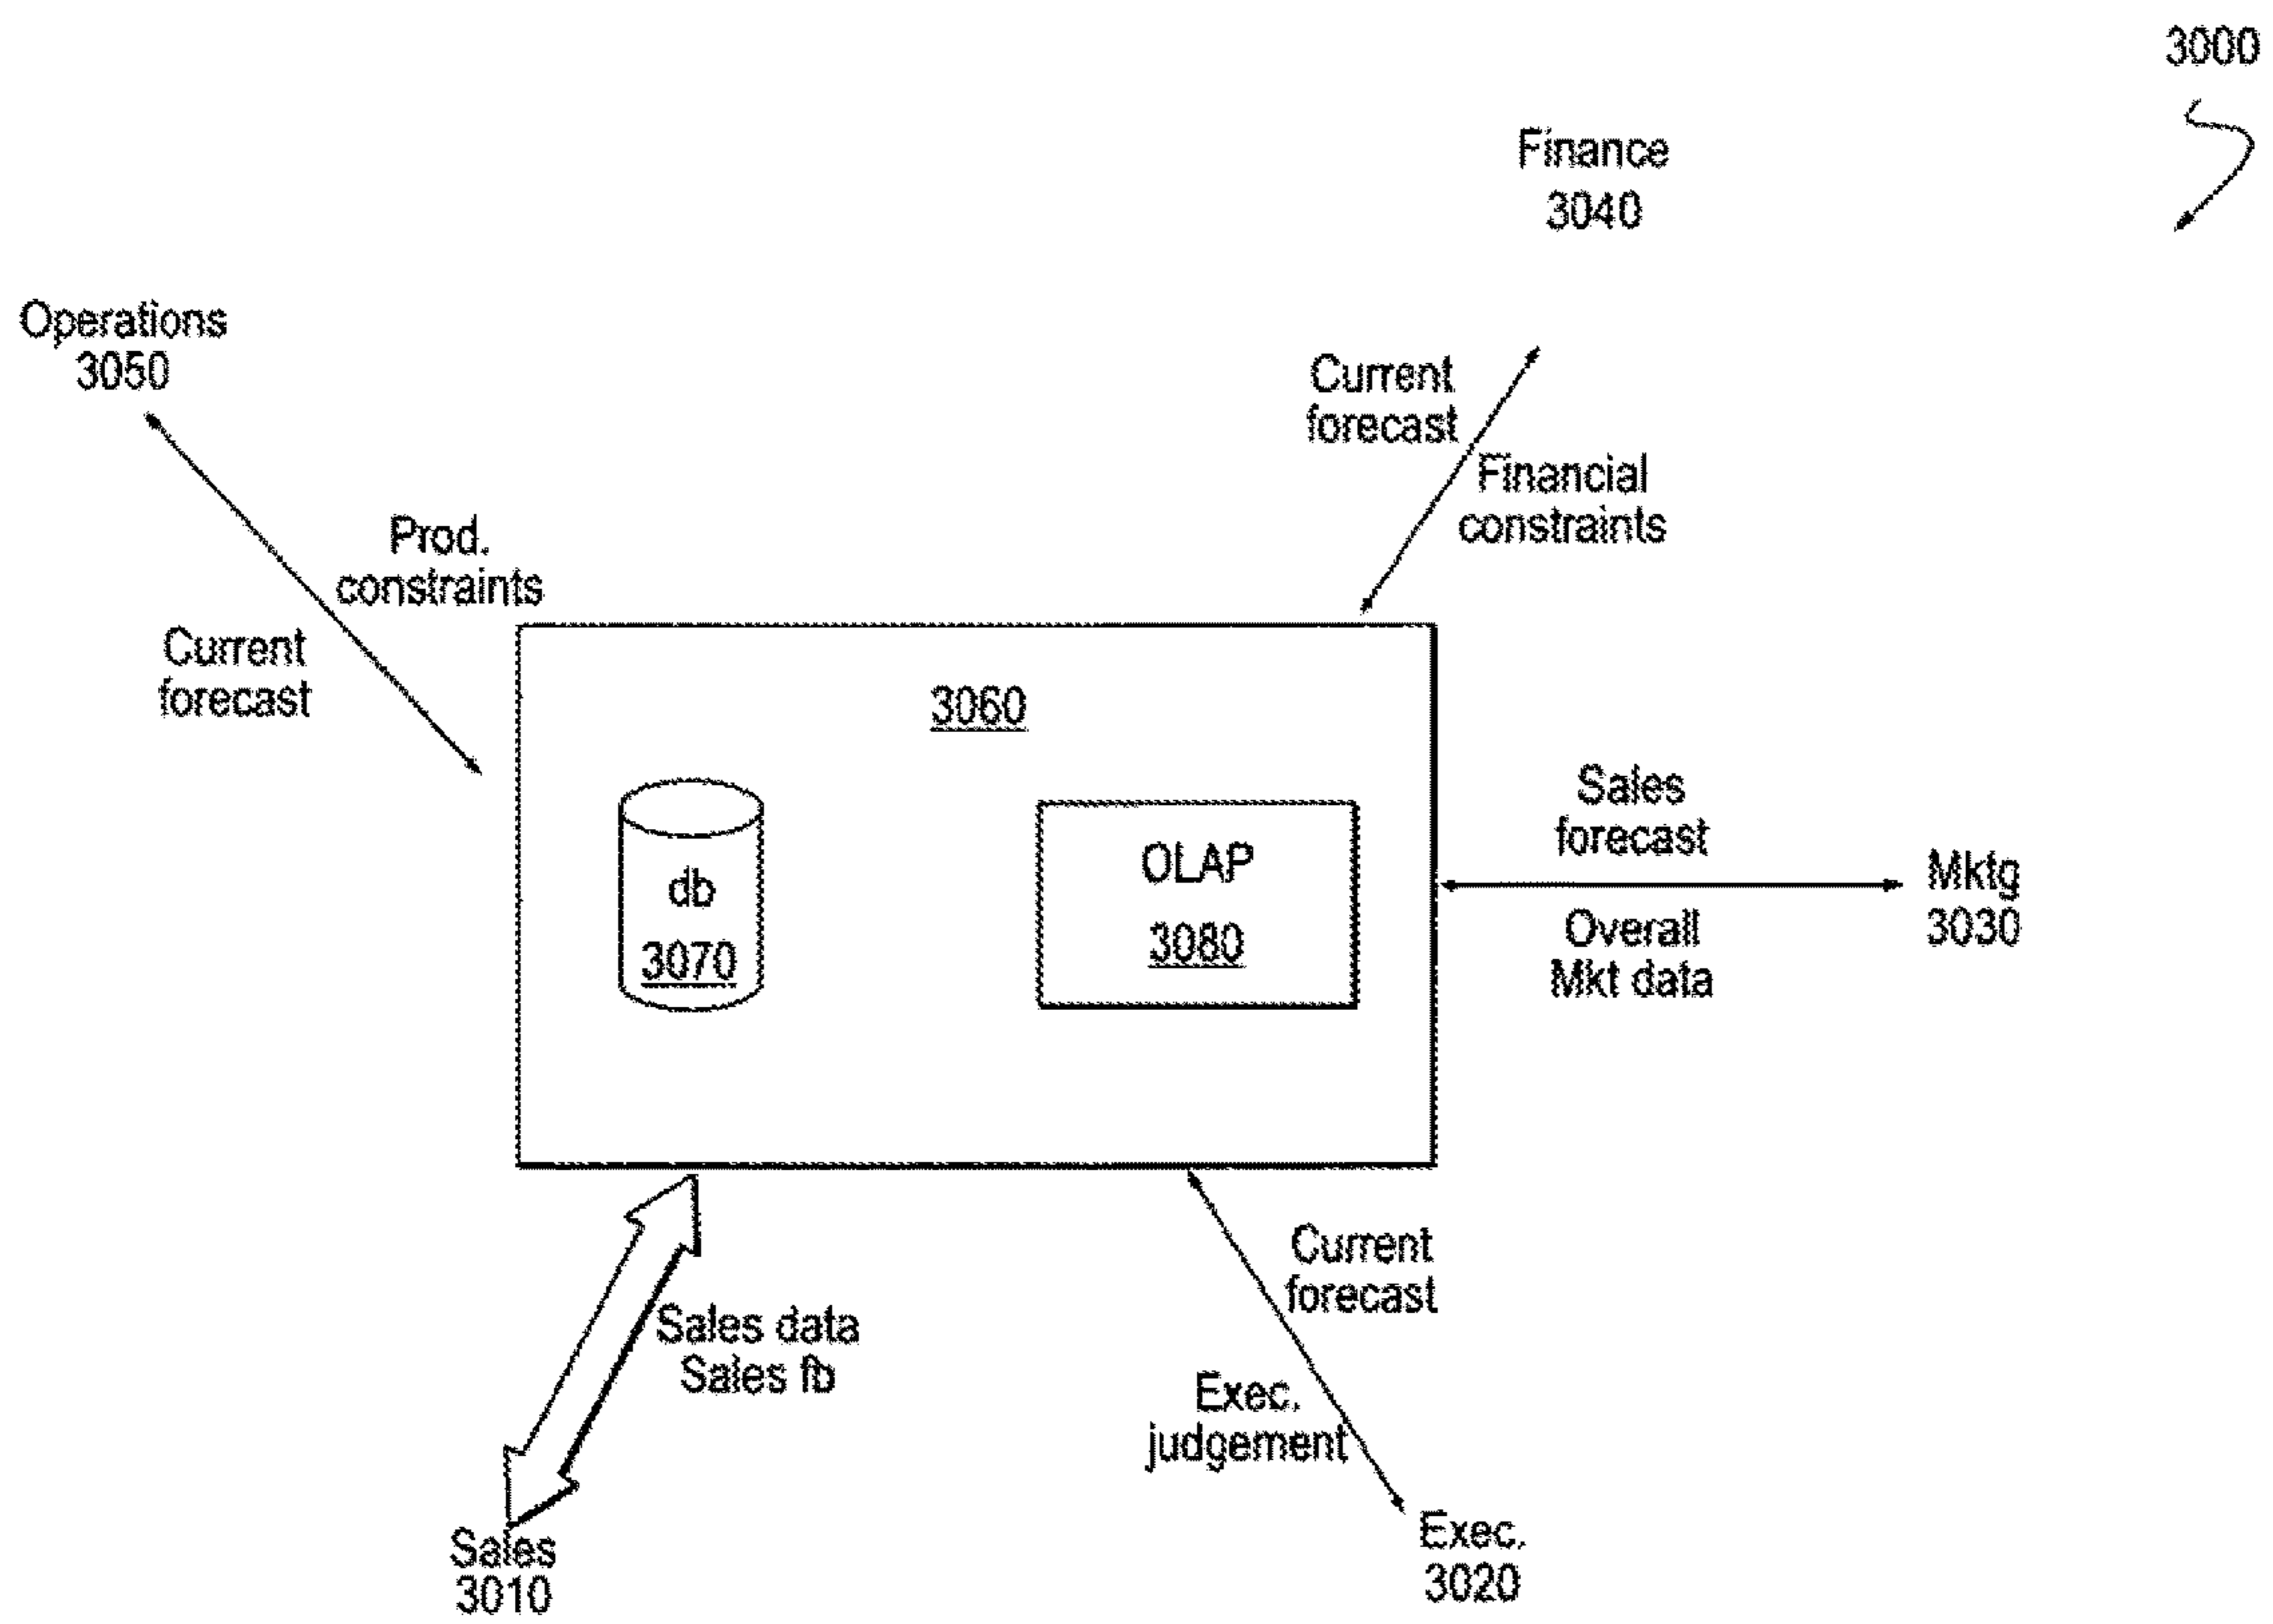 3000
Finance
3040
Operations
3050
Current
forecast
Financial
constraints
Prod.
constraints
Current
forecast
3060
db
3070
OLAP
3080
Sales
forecast
Overall
Mkt data
Mktg
3030
Sales data
Sales fb
Current
forecast
Exec.
judgement
Sales
3010
Exec.
3020